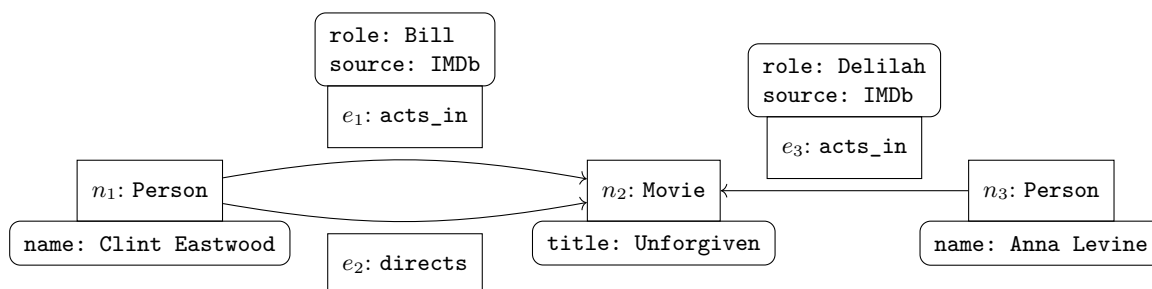 role: Bill
source: IMDb
e₁: acts_in
role: Delilah
source: IMDb
e₃: acts_in
n₁: Person
n₂: Movie
n₃: Person
name: Clint Eastwood
title: Unforgiven
name: Anna Levine
e₂: directs